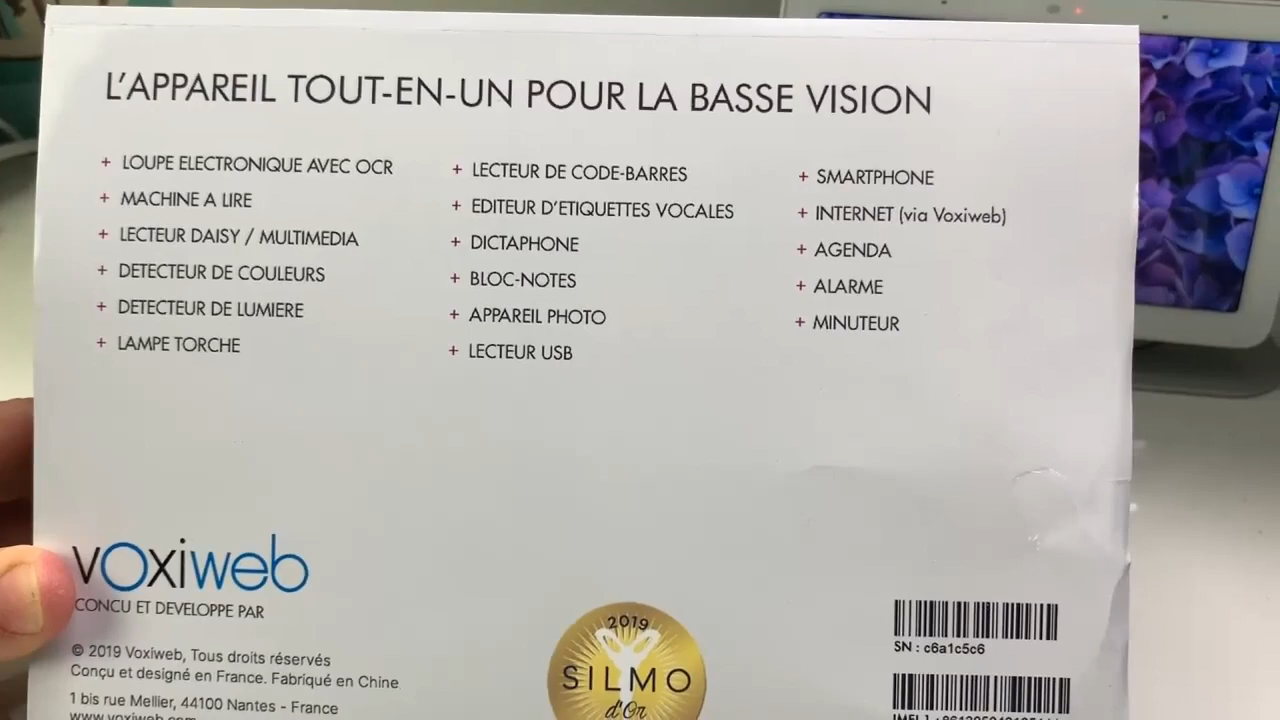 L'APPAREIL TOUT-EN-UN POUR LA BASSE VISION
+ LOUPE ELECTRONIQUE AVEC OCR
+ MACHINE A LIRE
+ LECTEUR DAISY / MULTIMEDIA
+ DETECTEUR DE COULEURS
+ DETECTEUR DE LUMIERE
+ LAMPE TORCHE
+ LECTEUR DE CODE-BARRES
+ EDITEUR D'ETIQUETTES VOCALES
+ DICTAPHONE
+ BLOC-NOTES
+ APPAREIL PHOTO
+ LECTEUR USB
+ SMARTPHONE
+ INTERNET (via Voxiweb)
+ AGENDA
+ ALARME
+ MINUTEUR
voxiweb
CONCU ET DEVELOPPE PAR
© 2019 Voxiweb, Tous droits réservés
Conçu et designé en France. Fabriqué en Chine
1 bis rue Mellier, 44100 Nantes - France
www.voxiweb.com
2019
SILMO
d'Or
SN : c6a1c5c6
IMEI